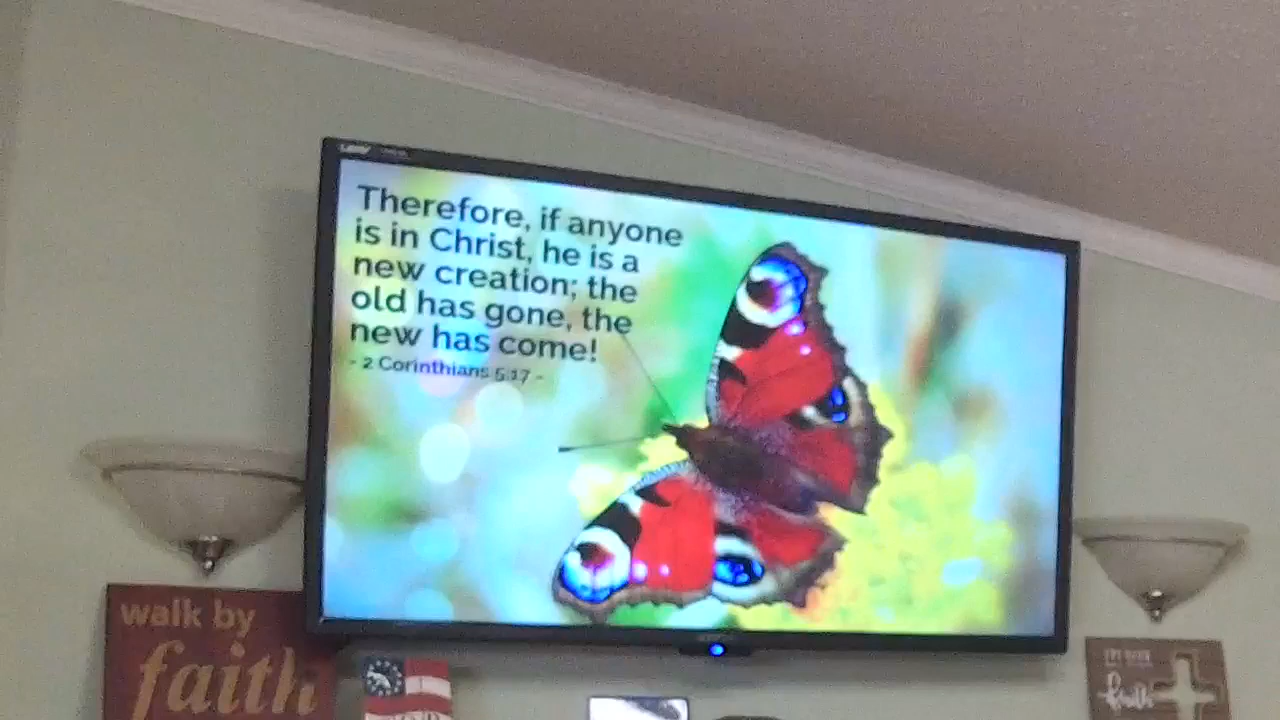 Therefore, if anyone
is in Christ, he is a
new creation; the
old has gone, the
new has come!
- 2 Corinthians 5:17 -
walk by
faith
faith